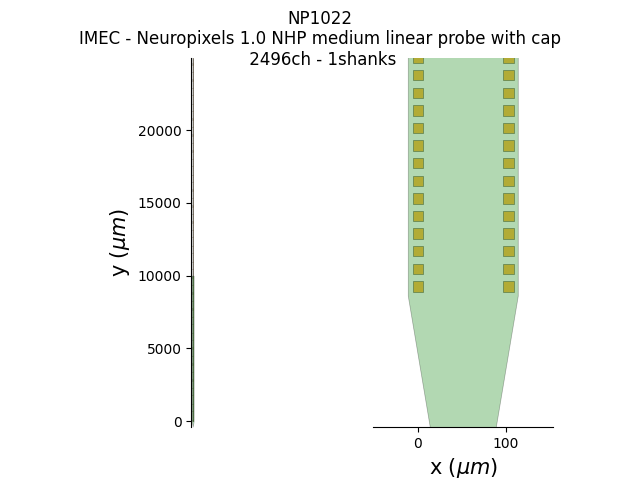 NP1022
IMEC - Neuropixels 1.0 NHP medium linear probe with cap
2496ch - 1shanks
20000
15000
10000
5000
0
y (μm)
0 100
x (μm)